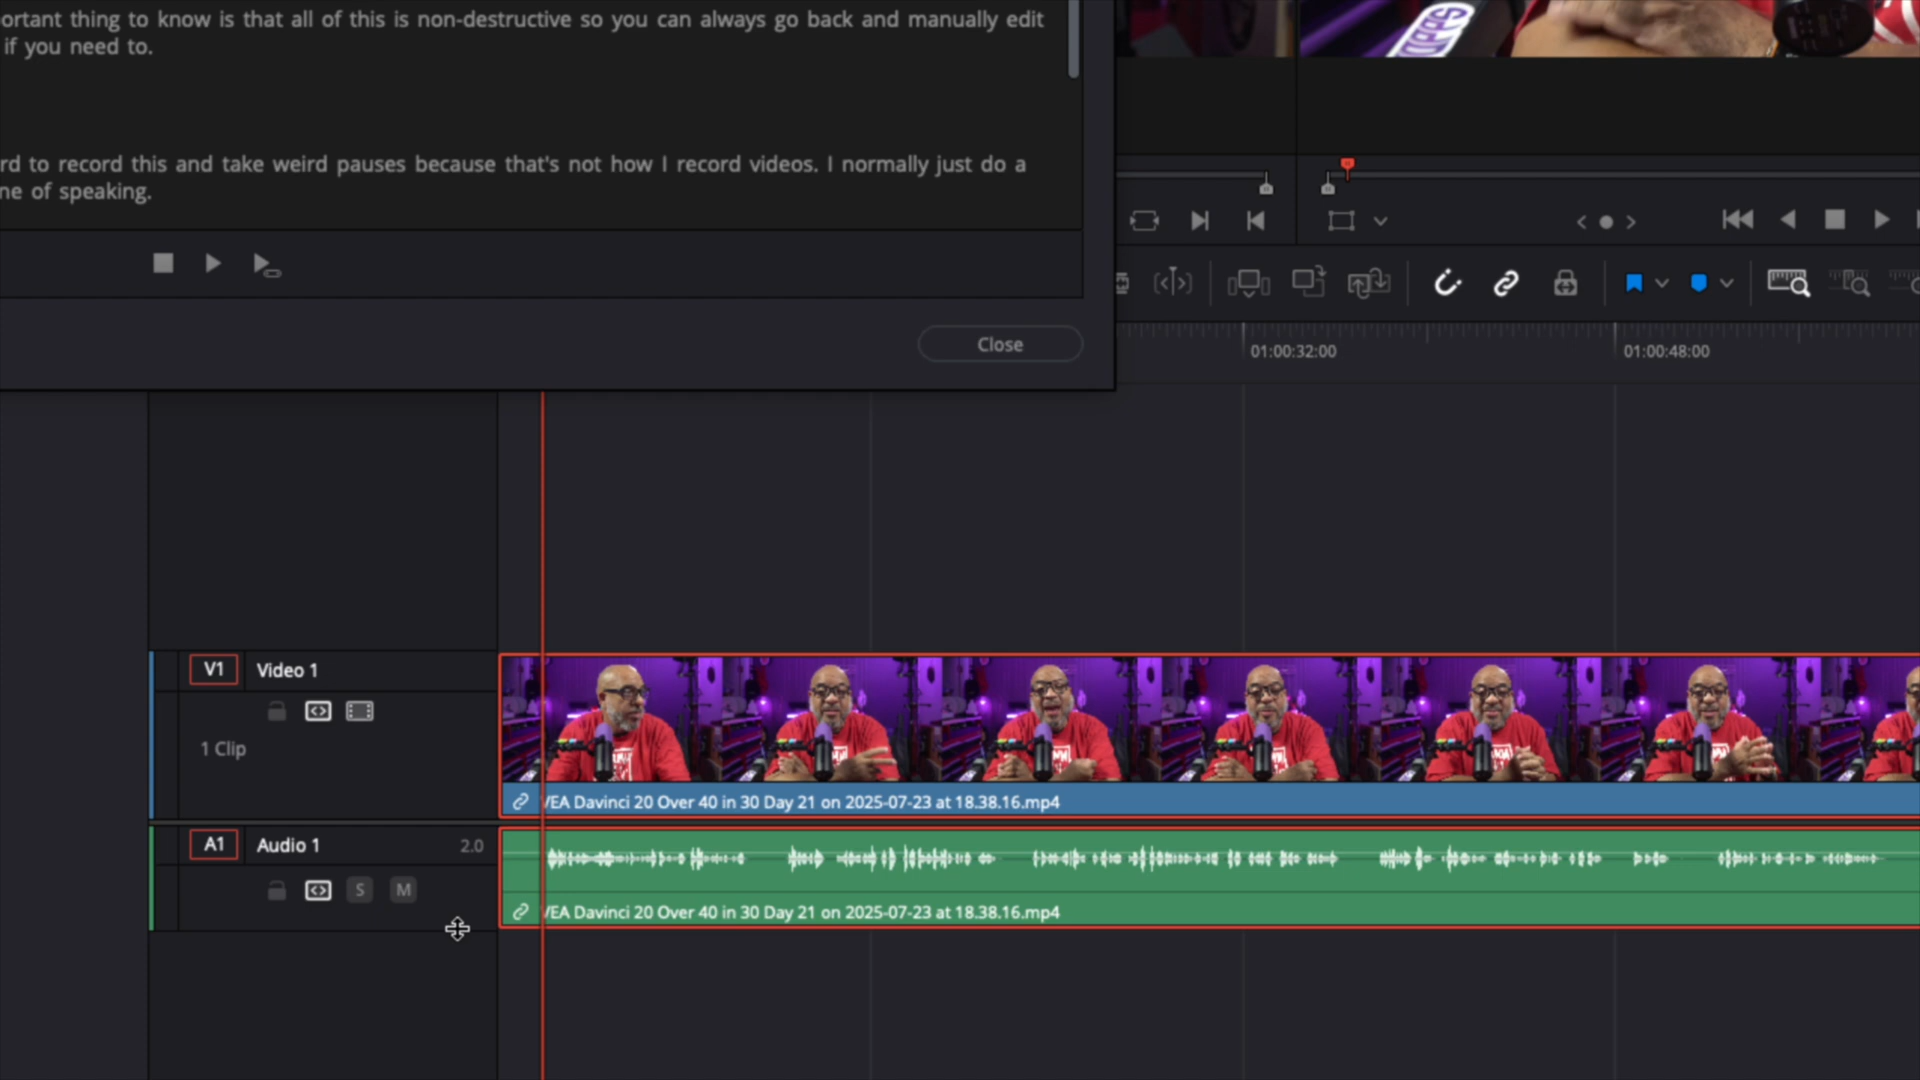 ortant thing to know is that all of this is non-destructive so you can always go back and manually edit
if you need to.
rd to record this and take weird pauses because that's not how I record videos. I normally just do a
ne of speaking.
Close
01:00:32:00
01:00:48:00
V1
Video 1
1 Clip
VEA Davinci 20 Over 40 in 30 Day 21 on 2025-07-23 at 18.38.16.mp4
A1
Audio 1
2.0
S
M
VEA Davinci 20 Over 40 in 30 Day 21 on 2025-07-23 at 18.38.16.mp4